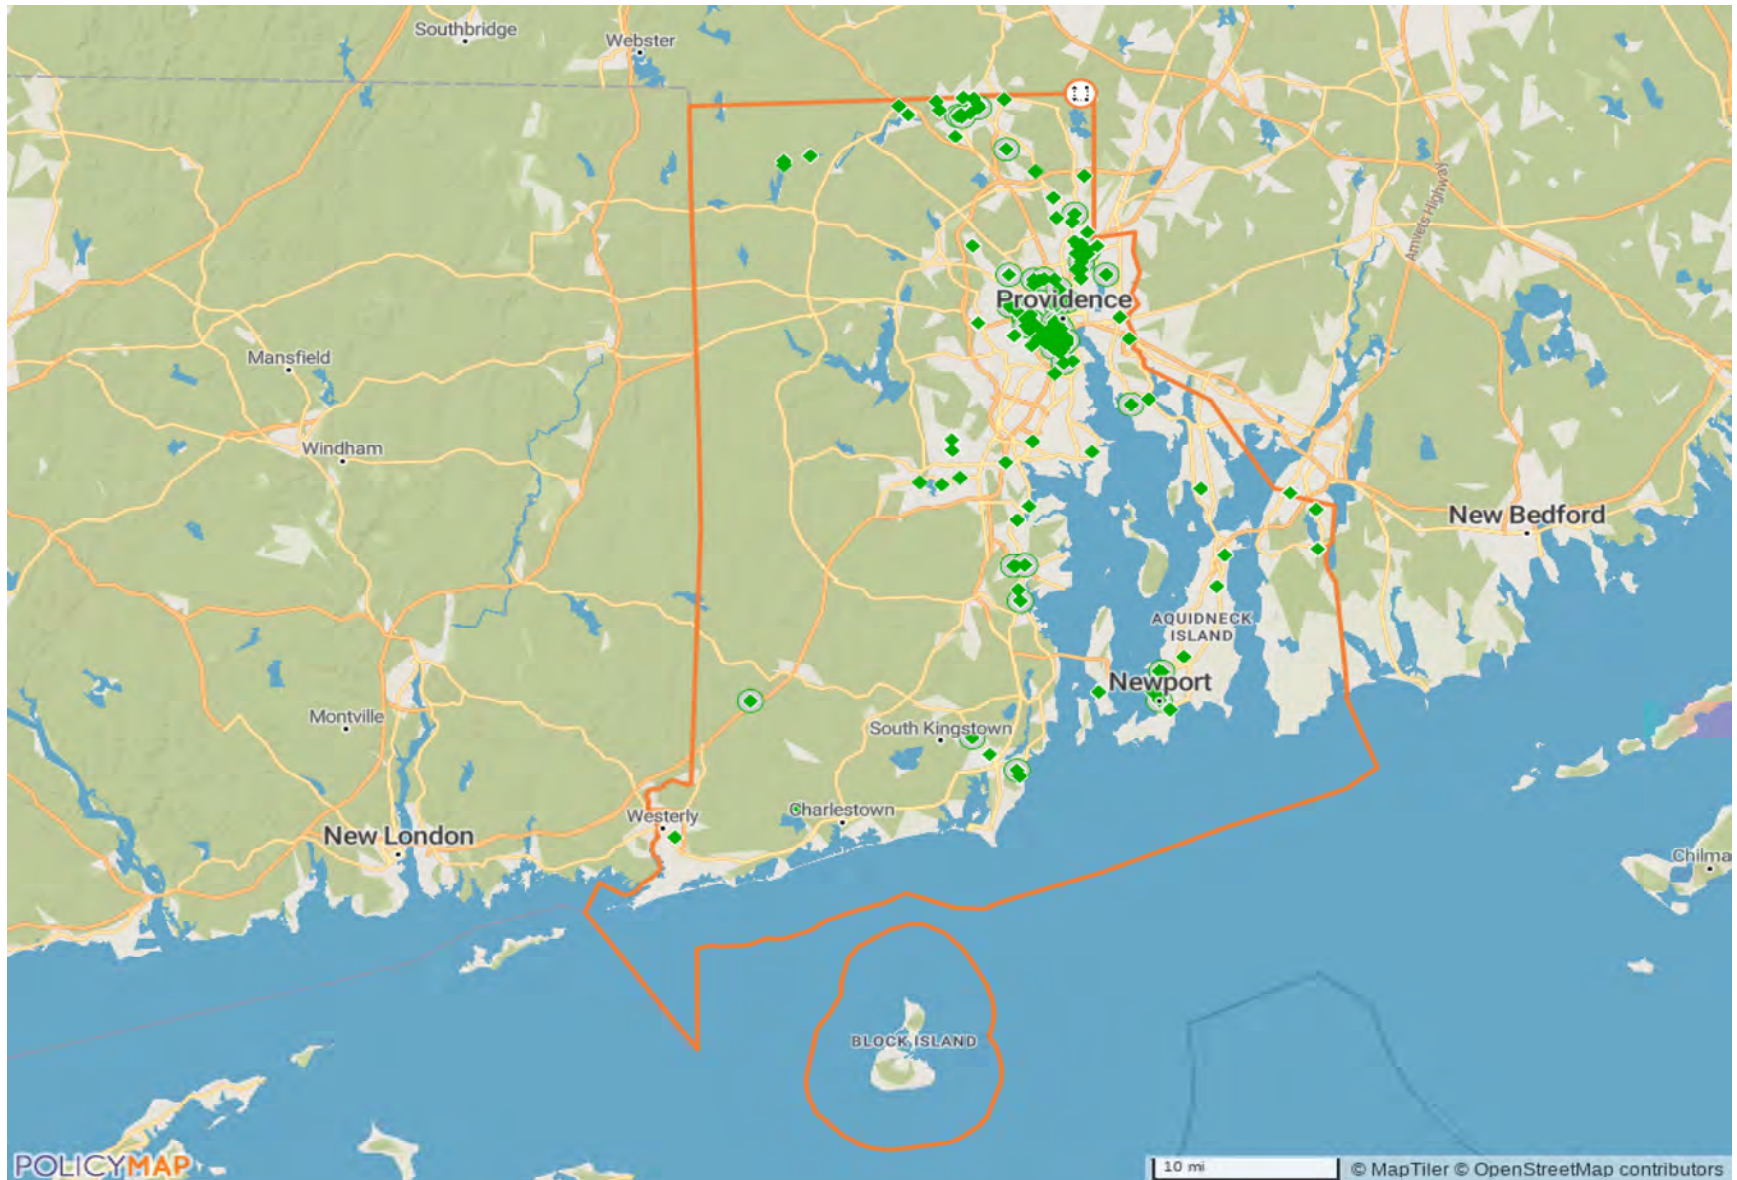 Southbridge
Webster
Amvets Highway
Providence
Mansfield
Windham
New Bedford
AQUIDNECK
ISLAND
Newport
Montville
South Kingstown
Charlestown
Westerly
New London
Chilma
BLOCK ISLAND
POLICYMAP
10 mi
© MapTiler © OpenStreetMap contributors